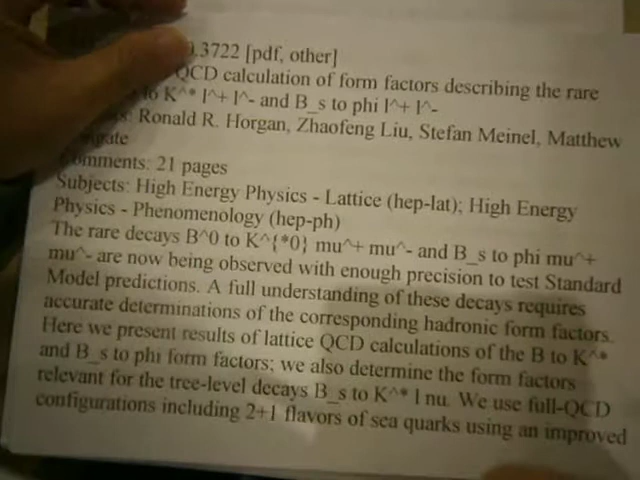 .3722 [pdf, other]
QCD calculation of form factors describing the rare
to K^* l^+ l^- and B_s to phi l^+ l^-
Ronald R. Horgan, Zhaofeng Liu, Stefan Meinel, Matthew
Comments: 21 pages
Subjects: High Energy Physics - Lattice (hep-lat); High Energy
Physics - Phenomenology (hep-ph)
The rare decays B^0 to K^{*0} mu^+ mu^- and B_s to phi mu^+
mu^- are now being observed with enough precision to test Standard
Model predictions. A full understanding of these decays requires
accurate determinations of the corresponding hadronic form factors.
Here we present results of lattice QCD calculations of the B to K^*
and B_s to phi form factors; we also determine the form factors
relevant for the tree-level decays B_s to K^* l nu. We use full-QCD
configurations including 2+1 flavors of sea quarks using an improved